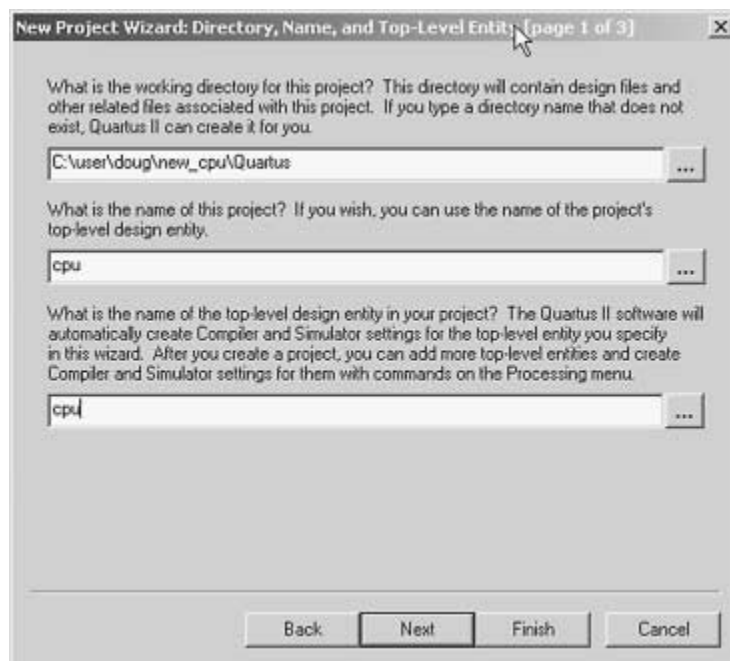 New Project Wizard: Directory, Name, and Top-Level Entity [page 1 of 3]
What is the working directory for this project? This directory will contain design files and
other related files associated with this project. If you type a directory name that does not
exist, Quartus II can create it for you.
C:\user\doug\new_cpu\Quartus
...
What is the name of this project? If you wish, you can use the name of the project's
top-level design entity.
cpu
...
What is the name of the top-level design entity in your project? The Quartus II software will
automatically create Compiler and Simulator settings for the top-level entity you specify
in this wizard. After you create a project, you can add more top-level entities and create
Compiler and Simulator settings for them with commands on the Processing menu.
cpu
...
Back Next Finish Cancel